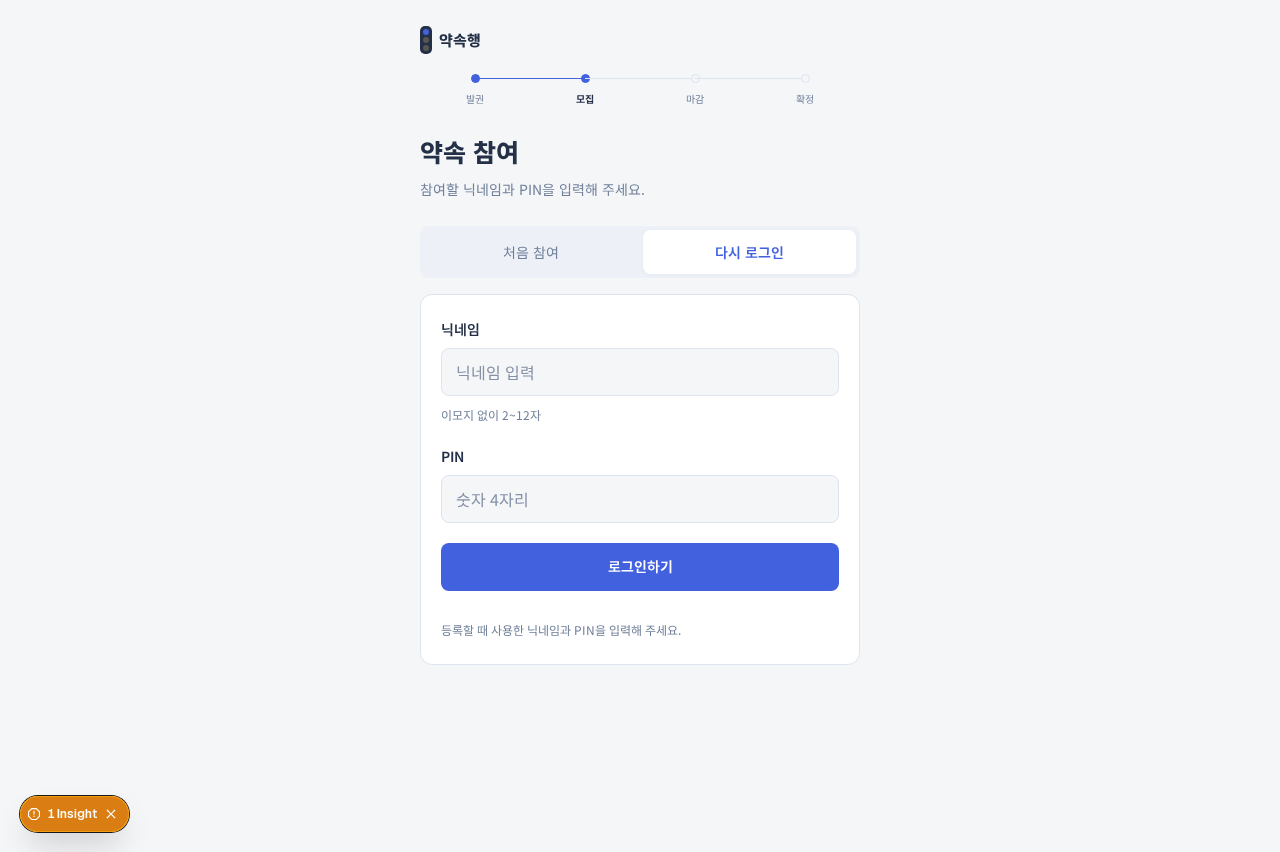 약속행
발권
모집
마감
확정
약속 참여
참여할 닉네임과 PIN을 입력해 주세요.
처음 참여
다시 로그인
닉네임
닉네임 입력
이모지 없이 2~12자
PIN
숫자 4자리
로그인하기
등록할 때 사용한 닉네임과 PIN을 입력해 주세요.
1 Insight